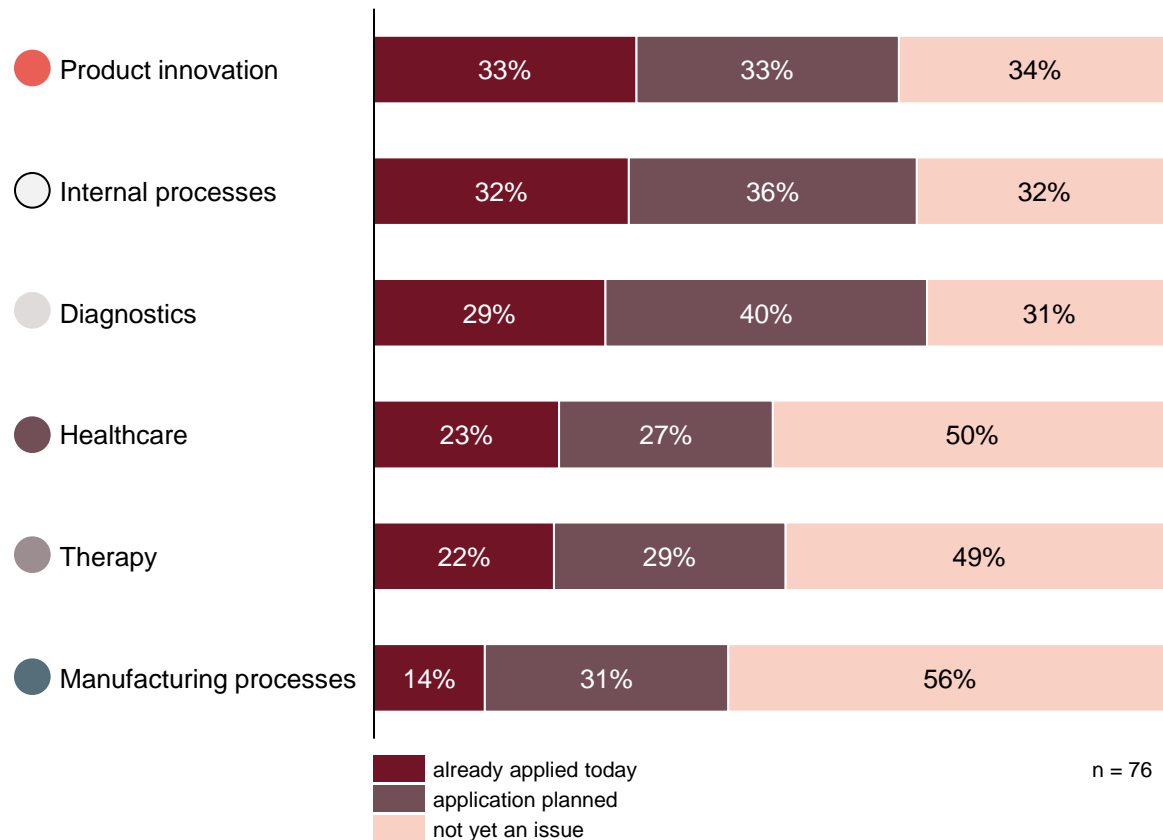 Product innovation 33% 33% 34%
Internal processes 32% 36% 32%
Diagnostics 29% 40% 31%
Healthcare 23% 27% 50%
Therapy 22% 29% 49%
Manufacturing processes 14% 31% 56%
already applied today n = 76
application planned
not yet an issue